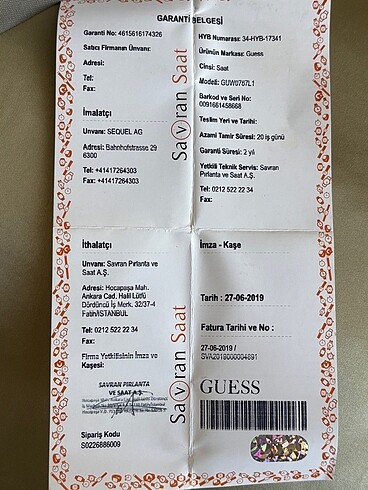 GARANTİ BELGESİ
Garanti No: 4615616174326
Satıcı Firmanın Ünvanı:
Adresi:
Tel:
Fax:
İmalatçı
Unvanı: SEQUEL AG
Adresi: Bahnhofstrasse 29
6300
Tel: +41417264303
Fax: +41417264303
Savran Saat
HYB Numarası: 34-HYB-17341
Ürünün Markası: Guess
Cinsi: Saat
Modeli: GUW0767L1
Barkod ve Seri No:
0091661458668
Teslim Yeri ve Tarihi:
Azami Tamir Süresi: 20 iş günü
Garanti Süresi: 2 yıl
Yetkili Teknik Servis: Savran
Pırlanta ve Saat A.Ş.
Tel: 0212 522 22 34
Fax:
İthalatçı
Unvanı: Savran Pırlanta ve
Saat A.Ş.
Adresi: Hocapaşa Mah.
Ankara Cad. Halil Lütfü
Dördüncü İş Merk. 32/37-4
Fatih/İSTANBUL
Tel: 0212 522 22 34
Fax:
Firma Yetkilisinin İmza ve
Kaşesi:
SAVRAN PIRLANTA
VE SAAT A.Ş.
Sipariş Kodu
S0226886009
Savran Saat
İmza - Kaşe
Tarih : 27-06-2019
Fatura Tarihi ve No :
27-06-2019 /
SVA2019000004891
GUESS